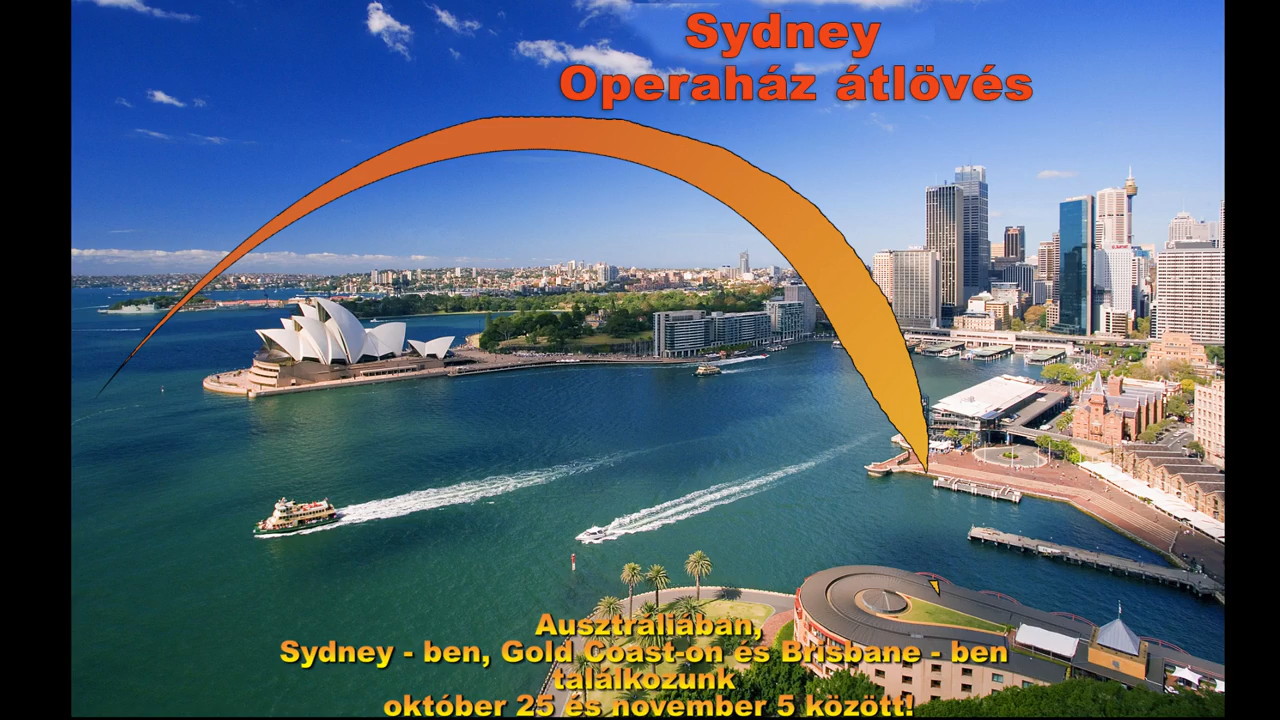 Sydney
Operaház átlövés
Ausztráliában,
Sydney - ben, Gold Coast-on és Brisbane - ben
találkozunk
október 25 és november 5 között!